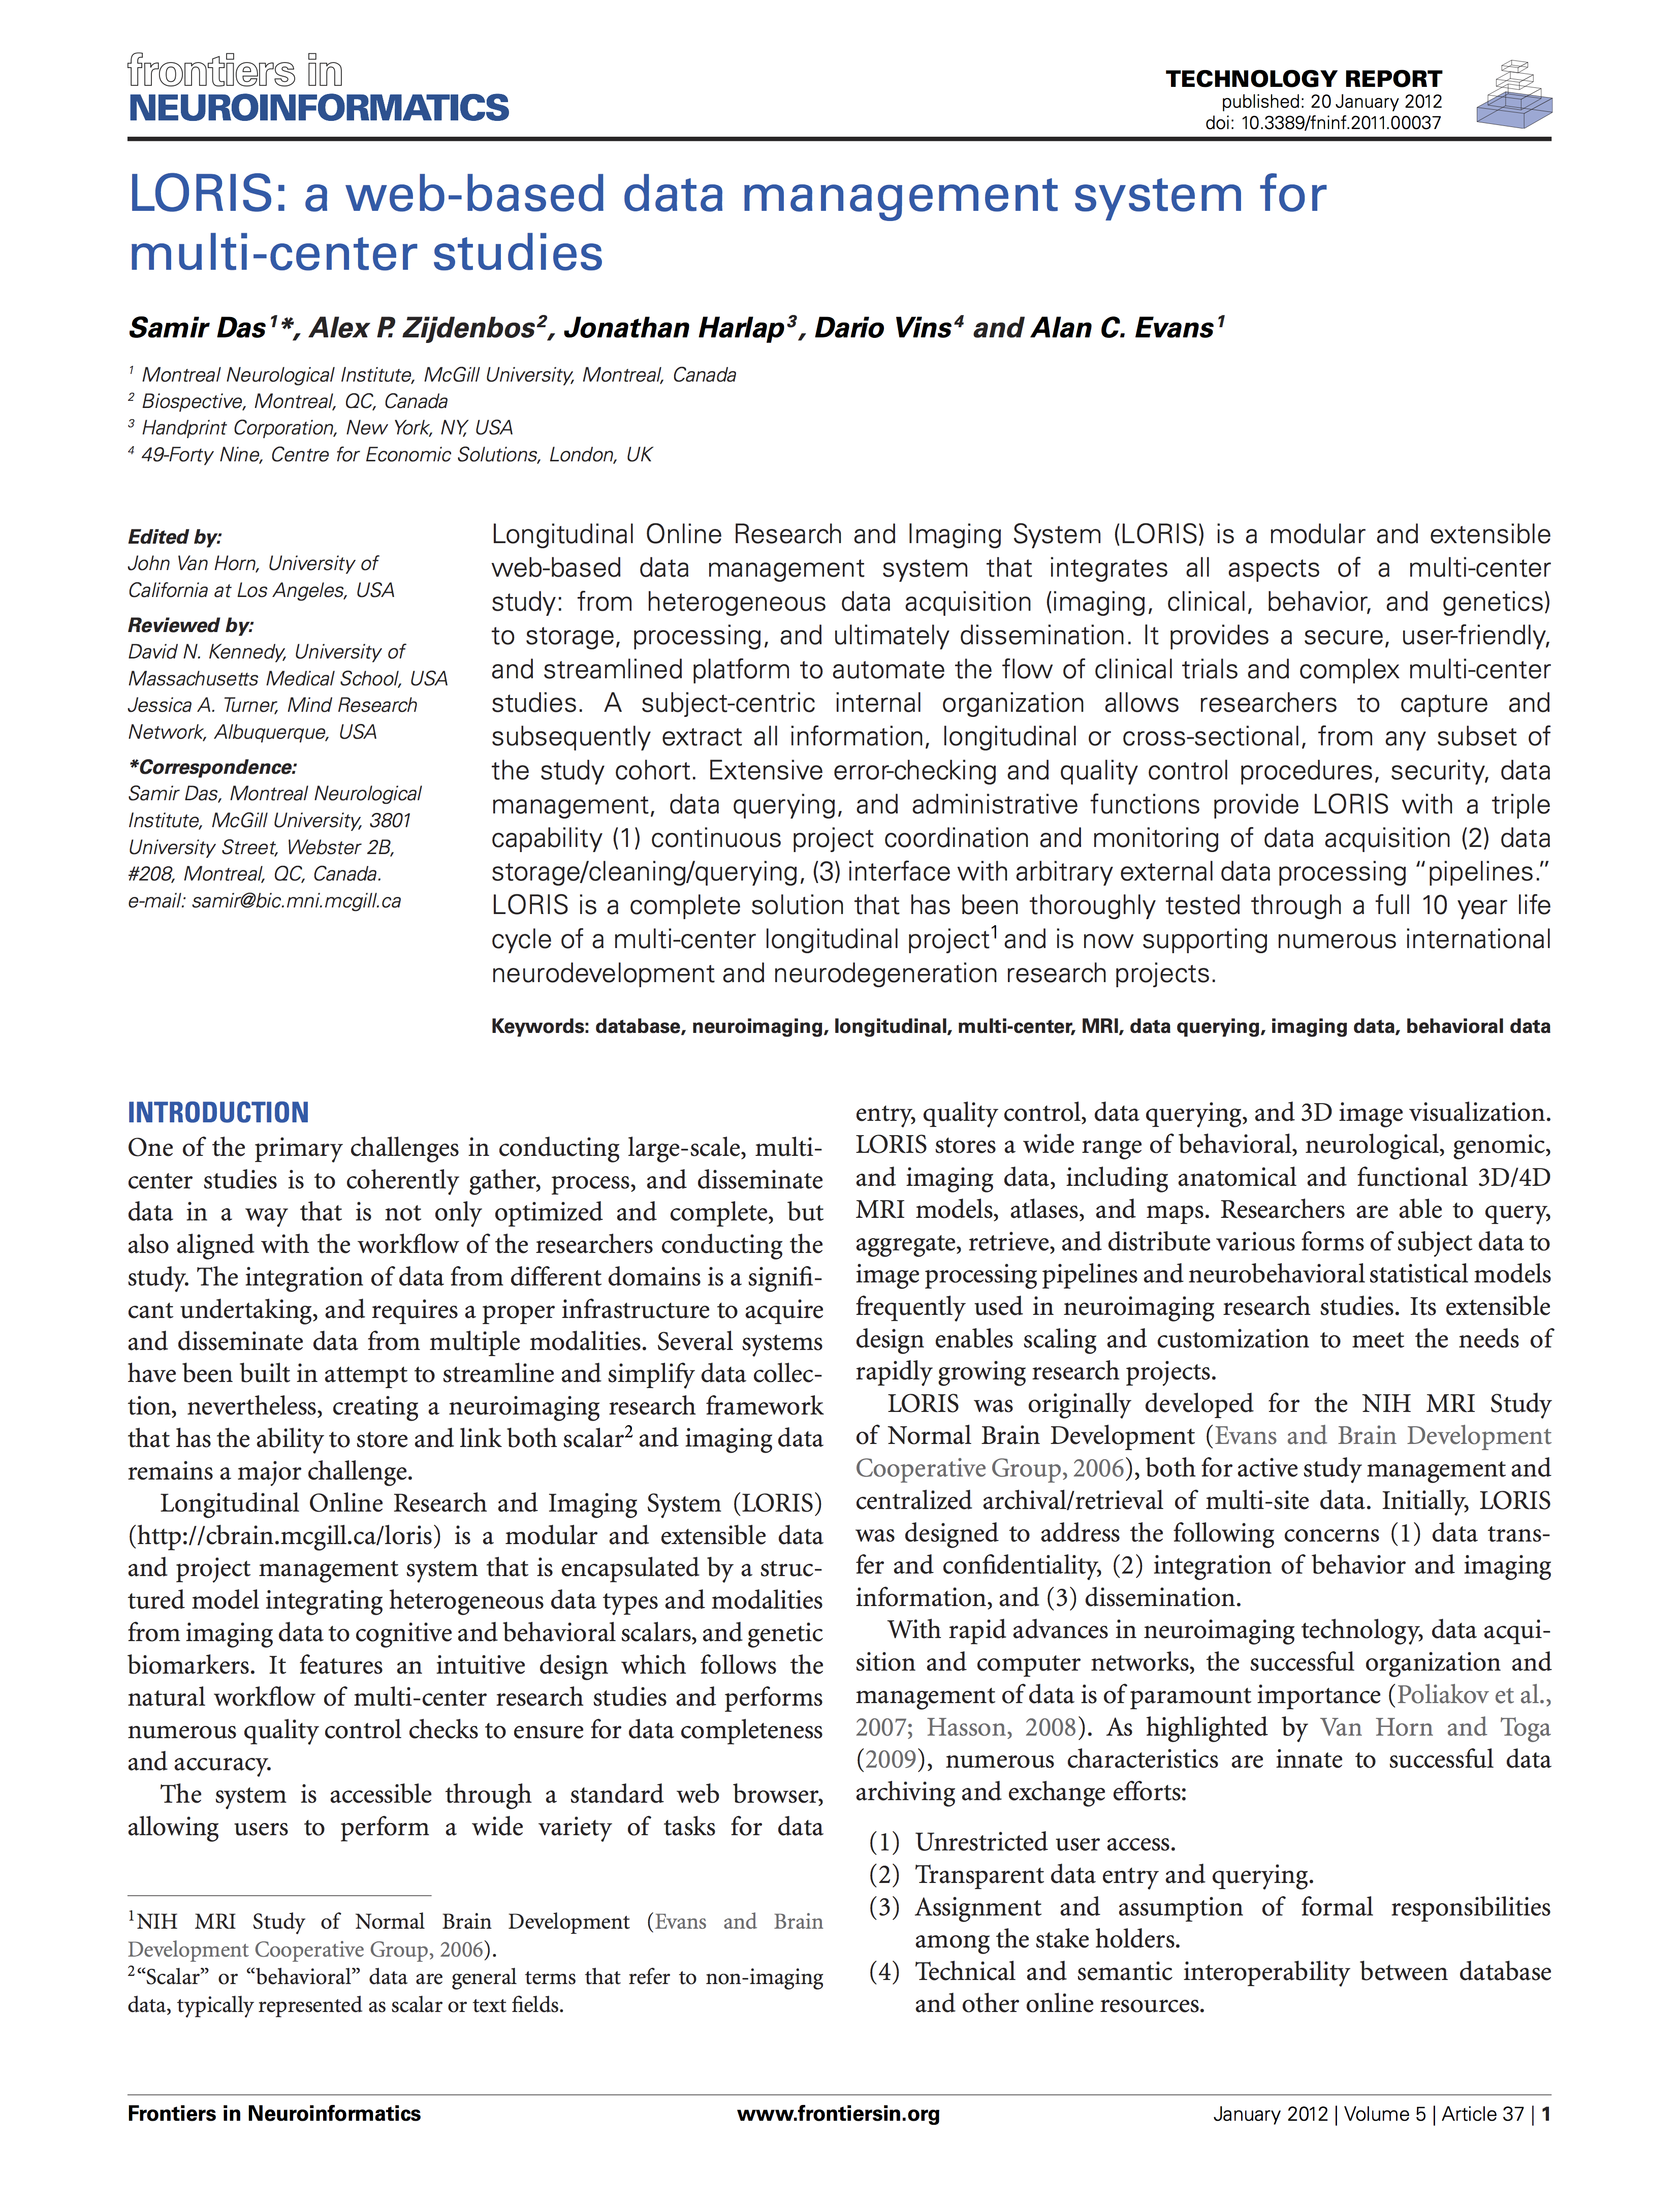 frontiers in
NEUROINFORMATICS
TECHNOLOGY REPORT
published: 20 January 2012
doi: 10.3389/fninf.2011.00037
LORIS: a web-based data management system for
multi-center studies
Samir Das¹*, Alex P. Zijdenbos², Jonathan Harlap³, Dario Vins⁴ and Alan C. Evans¹
¹ Montreal Neurological Institute, McGill University, Montreal, Canada
² Biospective, Montreal, QC, Canada
³ Handprint Corporation, New York, NY, USA
⁴ 49-Forty Nine, Centre for Economic Solutions, London, UK
Edited by:
John Van Horn, University of
California at Los Angeles, USA
Reviewed by:
David N. Kennedy, University of
Massachusetts Medical School, USA
Jessica A. Turner, Mind Research
Network, Albuquerque, USA
*Correspondence:
Samir Das, Montreal Neurological
Institute, McGill University, 3801
University Street, Webster 2B,
#208, Montreal, QC, Canada.
e-mail: samir@bic.mni.mcgill.ca
Longitudinal Online Research and Imaging System (LORIS) is a modular and extensible
web-based data management system that integrates all aspects of a multi-center
study: from heterogeneous data acquisition (imaging, clinical, behavior, and genetics)
to storage, processing, and ultimately dissemination. It provides a secure, user-friendly,
and streamlined platform to automate the flow of clinical trials and complex multi-center
studies. A subject-centric internal organization allows researchers to capture and
subsequently extract all information, longitudinal or cross-sectional, from any subset of
the study cohort. Extensive error-checking and quality control procedures, security, data
management, data querying, and administrative functions provide LORIS with a triple
capability (1) continuous project coordination and monitoring of data acquisition (2) data
storage/cleaning/querying, (3) interface with arbitrary external data processing “pipelines.”
LORIS is a complete solution that has been thoroughly tested through a full 10 year life
cycle of a multi-center longitudinal project¹ and is now supporting numerous international
neurodevelopment and neurodegeneration research projects.
Keywords: database, neuroimaging, longitudinal, multi-center, MRI, data querying, imaging data, behavioral data
INTRODUCTION
One of the primary challenges in conducting large-scale, multi-
center studies is to coherently gather, process, and disseminate
data in a way that is not only optimized and complete, but
also aligned with the workflow of the researchers conducting the
study. The integration of data from different domains is a signifi-
cant undertaking, and requires a proper infrastructure to acquire
and disseminate data from multiple modalities. Several systems
have been built in attempt to streamline and simplify data collec-
tion, nevertheless, creating a neuroimaging research framework
that has the ability to store and link both scalar² and imaging data
remains a major challenge.
Longitudinal Online Research and Imaging System (LORIS)
(http://cbrain.mcgill.ca/loris) is a modular and extensible data
and project management system that is encapsulated by a struc-
tured model integrating heterogeneous data types and modalities
from imaging data to cognitive and behavioral scalars, and genetic
biomarkers. It features an intuitive design which follows the
natural workflow of multi-center research studies and performs
numerous quality control checks to ensure for data completeness
and accuracy.
The system is accessible through a standard web browser,
allowing users to perform a wide variety of tasks for data
¹NIH MRI Study of Normal Brain Development (Evans and Brain
Development Cooperative Group, 2006).
²“Scalar” or “behavioral” data are general terms that refer to non-imaging
data, typically represented as scalar or text fields.
entry, quality control, data querying, and 3D image visualization.
LORIS stores a wide range of behavioral, neurological, genomic,
and imaging data, including anatomical and functional 3D/4D
MRI models, atlases, and maps. Researchers are able to query,
aggregate, retrieve, and distribute various forms of subject data to
image processing pipelines and neurobehavioral statistical models
frequently used in neuroimaging research studies. Its extensible
design enables scaling and customization to meet the needs of
rapidly growing research projects.
LORIS was originally developed for the NIH MRI Study
of Normal Brain Development (Evans and Brain Development
Cooperative Group, 2006), both for active study management and
centralized archival/retrieval of multi-site data. Initially, LORIS
was designed to address the following concerns (1) data trans-
fer and confidentiality, (2) integration of behavior and imaging
information, and (3) dissemination.
With rapid advances in neuroimaging technology, data acqui-
sition and computer networks, the successful organization and
management of data is of paramount importance (Poliakov et al.,
2007; Hasson, 2008). As highlighted by Van Horn and Toga
(2009), numerous characteristics are innate to successful data
archiving and exchange efforts:
(1) Unrestricted user access.
(2) Transparent data entry and querying.
(3) Assignment and assumption of formal responsibilities
among the stake holders.
(4) Technical and semantic interoperability between database
and other online resources.
Frontiers in Neuroinformatics
www.frontiersin.org
January 2012 | Volume 5 | Article 37 | 1